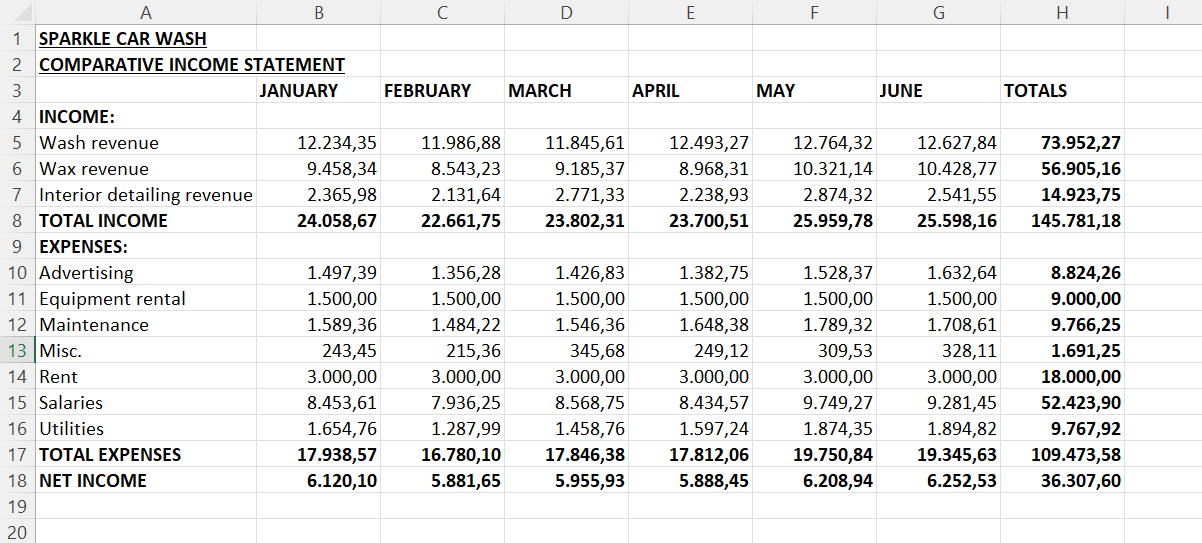 A B C D E F G H I
1 SPARKLE CAR WASH
2 COMPARATIVE INCOME STATEMENT
3 JANUARY FEBRUARY MARCH APRIL MAY JUNE TOTALS
4 INCOME:
5 Wash revenue 12.234,35 11.986,88 11.845,61 12.493,27 12.764,32 12.627,84 73.952,27
6 Wax revenue 9.458,34 8.543,23 9.185,37 8.968,31 10.321,14 10.428,77 56.905,16
7 Interior detailing revenue 2.365,98 2.131,64 2.771,33 2.238,93 2.874,32 2.541,55 14.923,75
8 TOTAL INCOME 24.058,67 22.661,75 23.802,31 23.700,51 25.959,78 25.598,16 145.781,18
9 EXPENSES:
10 Advertising 1.497,39 1.356,28 1.426,83 1.382,75 1.528,37 1.632,64 8.824,26
11 Equipment rental 1.500,00 1.500,00 1.500,00 1.500,00 1.500,00 1.500,00 9.000,00
12 Maintenance 1.589,36 1.484,22 1.546,36 1.648,38 1.789,32 1.708,61 9.766,25
13 Misc. 243,45 215,36 345,68 249,12 309,53 328,11 1.691,25
14 Rent 3.000,00 3.000,00 3.000,00 3.000,00 3.000,00 3.000,00 18.000,00
15 Salaries 8.453,61 7.936,25 8.568,75 8.434,57 9.749,27 9.281,45 52.423,90
16 Utilities 1.654,76 1.287,99 1.458,76 1.597,24 1.874,35 1.894,82 9.767,92
17 TOTAL EXPENSES 17.938,57 16.780,10 17.846,38 17.812,06 19.750,84 19.345,63 109.473,58
18 NET INCOME 6.120,10 5.881,65 5.955,93 5.888,45 6.208,94 6.252,53 36.307,60
19
20